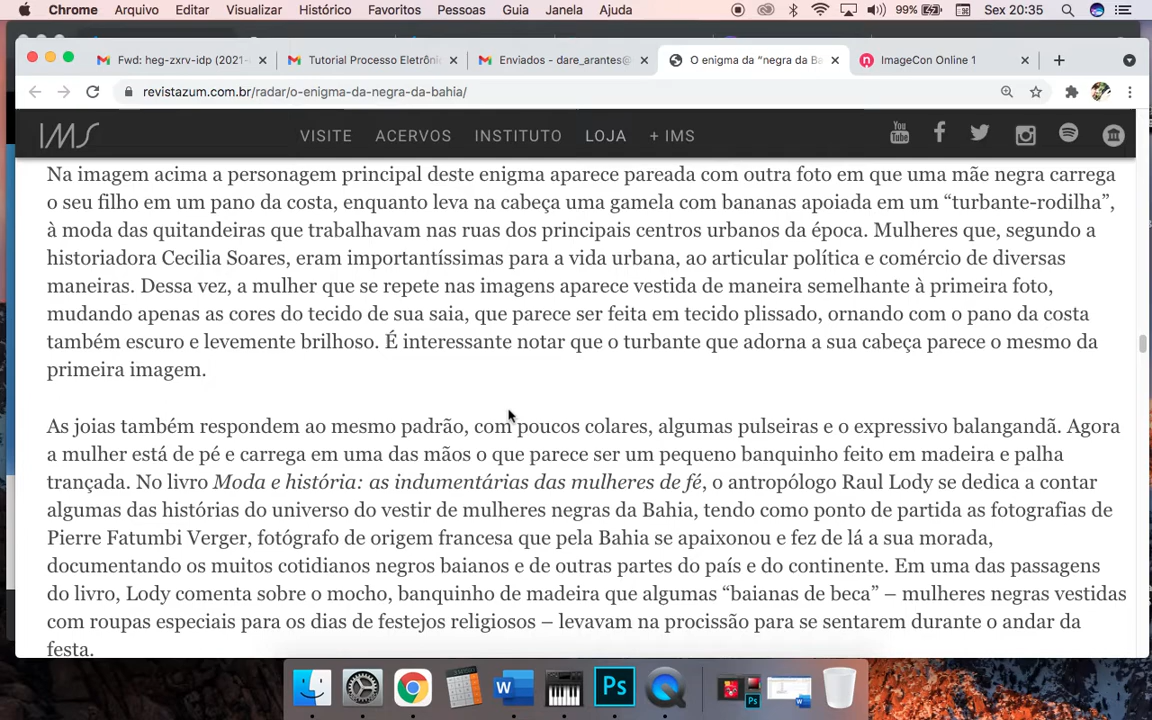 Chrome Arquivo Editar Visualizar Histórico Favoritos Pessoas Guia Janela Ajuda 99% Sex 20:35
Fwd: heg-zxrv-idp (2021- Tutorial Processo Eletrôni Enviados - dare_arantes@ O enigma da “negra da Ba ImageCon Online 1
revistazum.com.br/radar/o-enigma-da-negra-da-bahia/
IMS VISITE ACERVOS INSTITUTO LOJA + IMS You Tube
Na imagem acima a personagem principal deste enigma aparece pareada com outra foto em que uma mãe negra carrega
o seu filho em um pano da costa, enquanto leva na cabeça uma gamela com bananas apoiada em um “turbante-rodilha”,
à moda das quitandeiras que trabalhavam nas ruas dos principais centros urbanos da época. Mulheres que, segundo a
historiadora Cecilia Soares, eram importantíssimas para a vida urbana, ao articular política e comércio de diversas
maneiras. Dessa vez, a mulher que se repete nas imagens aparece vestida de maneira semelhante à primeira foto,
mudando apenas as cores do tecido de sua saia, que parece ser feita em tecido plissado, ornando com o pano da costa
também escuro e levemente brilhoso. É interessante notar que o turbante que adorna a sua cabeça parece o mesmo da
primeira imagem.
As joias também respondem ao mesmo padrão, com poucos colares, algumas pulseiras e o expressivo balangandã. Agora
a mulher está de pé e carrega em uma das mãos o que parece ser um pequeno banquinho feito em madeira e palha
trançada. No livro Moda e história: as indumentárias das mulheres de fé, o antropólogo Raul Lody se dedica a contar
algumas das histórias do universo do vestir de mulheres negras da Bahia, tendo como ponto de partida as fotografias de
Pierre Fatumbi Verger, fotógrafo de origem francesa que pela Bahia se apaixonou e fez de lá a sua morada,
documentando os muitos cotidianos negros baianos e de outras partes do país e do continente. Em uma das passagens
do livro, Lody comenta sobre o mocho, banquinho de madeira que algumas “baianas de beca” – mulheres negras vestidas
com roupas especiais para os dias de festejos religiosos – levavam na procissão para se sentarem durante o andar da
festa.
W Ps